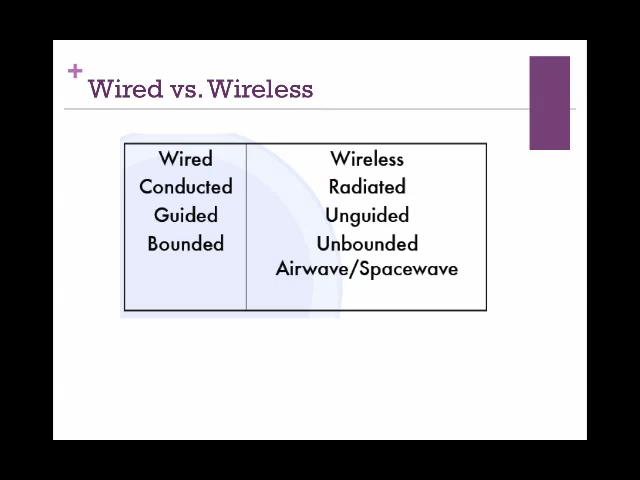 +
Wired vs. Wireless
Wired Wireless
Conducted Radiated
Guided Unguided
Bounded Unbounded
Airwave/Spacewave